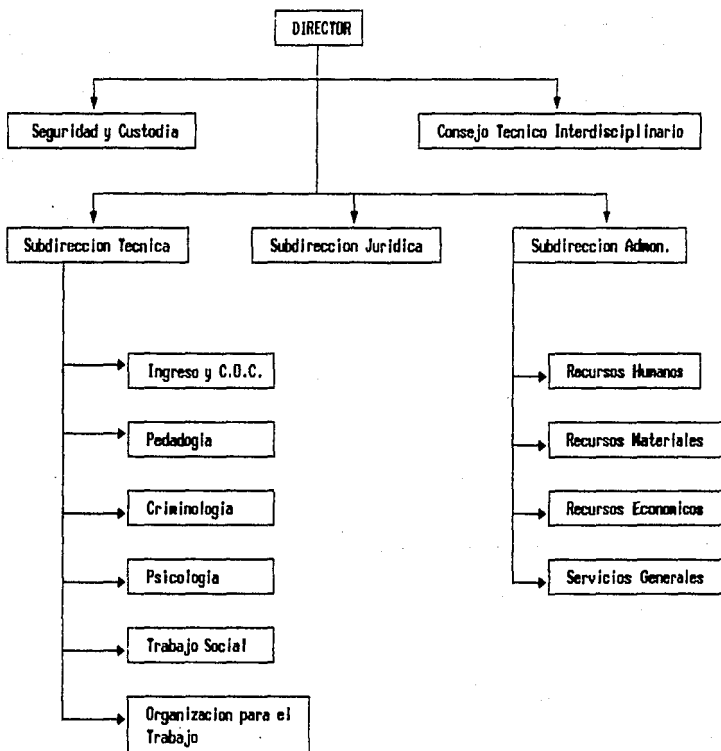 DIRECTOR
Seguridad y Custodia
Consejo Tecnico Interdisciplinario
Subdireccion Tecnica
Subdireccion Juridica
Subdireccion Admon.
Ingreso y C.O.C.
Pedadogia
Criminologia
Psicologia
Trabajo Social
Organizacion para el
Trabajo
Recursos Humanos
Recursos Materiales
Recursos Economicos
Servicios Generales